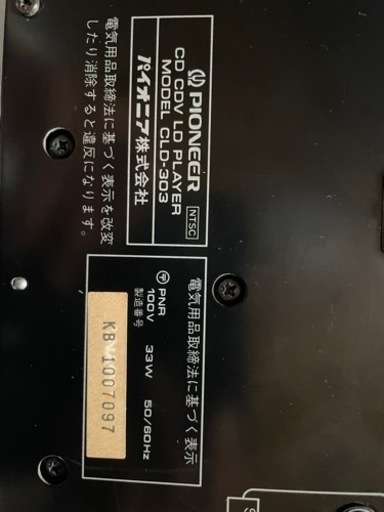 PIONEER
CD CDV LD PLAYER NTSC
MODEL CLD-303
パイオニア株式会社
電気用品取締法に基づく表示を改変
したり消除すると違反になります。
電気用品取締法に基づく表示
〒 PNR
100V 33W 50/60Hz
製造番号
KB 1007097
S